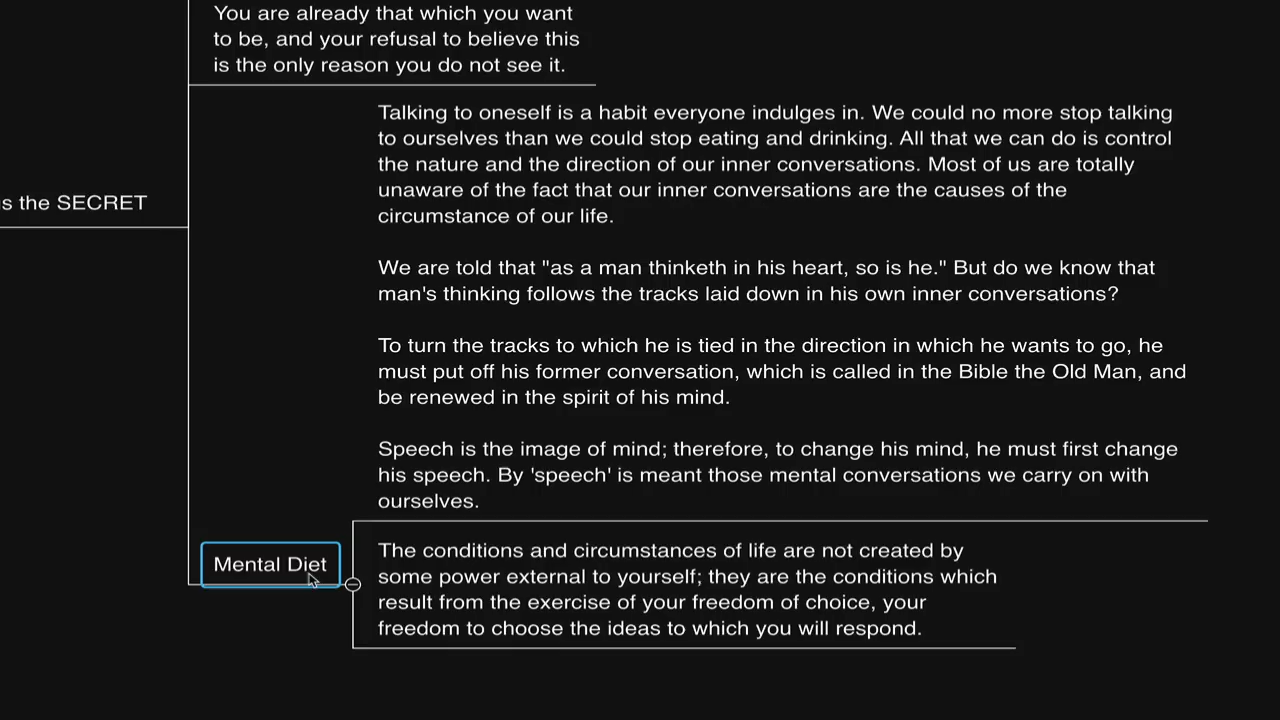 You are already that which you want
to be, and your refusal to believe this
is the only reason you do not see it.
Talking to oneself is a habit everyone indulges in. We could no more stop talking
to ourselves than we could stop eating and drinking. All that we can do is control
the nature and the direction of our inner conversations. Most of us are totally
unaware of the fact that our inner conversations are the causes of the
circumstance of our life.
We are told that "as a man thinketh in his heart, so is he." But do we know that
man's thinking follows the tracks laid down in his own inner conversations?
To turn the tracks to which he is tied in the direction in which he wants to go, he
must put off his former conversation, which is called in the Bible the Old Man, and
be renewed in the spirit of his mind.
Speech is the image of mind; therefore, to change his mind, he must first change
his speech. By 'speech' is meant those mental conversations we carry on with
ourselves.
the SECRET
Mental Diet
The conditions and circumstances of life are not created by
some power external to yourself; they are the conditions which
result from the exercise of your freedom of choice, your
freedom to choose the ideas to which you will respond.